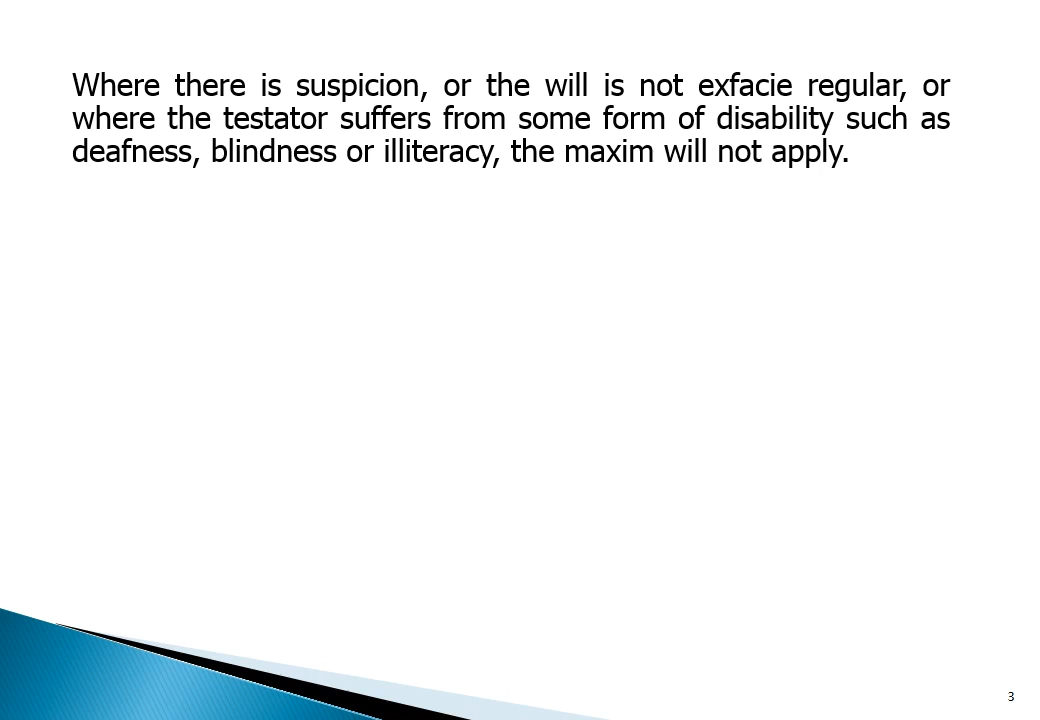 Where there is suspicion, or the will is not exfacie regular, or
where the testator suffers from some form of disability such as
deafness, blindness or illiteracy, the maxim will not apply.
3